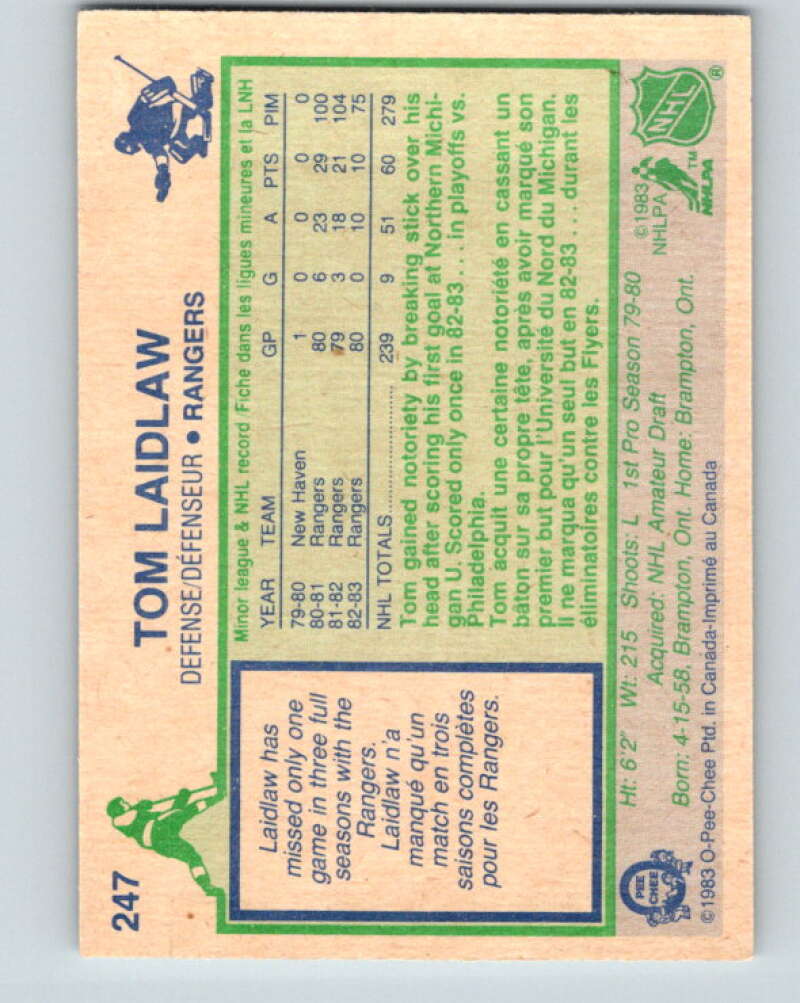 247
TOM LAIDLAW
DEFENSE/DÉFENSEUR • RANGERS
Laidlaw has
missed only one
game in three full
seasons with the
Rangers.
Laidlaw n'a
manqué qu'un
match en trois
saisons complètes
pour les Rangers.
Minor league & NHL record Fiche dans les ligues mineures et la LNH
YEAR TEAM GP G A PTS PIM
79-80 New Haven 1 0 0 0 0
80-81 Rangers 80 6 23 29 100
81-82 Rangers 79 3 18 21 104
82-83 Rangers 80 0 10 10 75
NHL TOTALS 239 9 51 60 279
Tom gained notoriety by breaking stick over his
head after scoring his first goal at Northern Michi-
gan U. Scored only once in 82-83 . . . in playoffs vs.
Philadelphia.
Tom acquit une certaine notoriété en cassant un
bâton sur sa propre tête, après avoir marqué son
premier but pour l'Université du Nord du Michigan.
Il ne marqua qu'un seul but en 82-83 . . . durant les
éliminatoires contre les Flyers.
Ht: 6'2" Wt: 215 Shoots: L 1st Pro Season 79-80
Acquired: NHL Amateur Draft
Born: 4-15-58, Brampton, Ont. Home: Brampton, Ont.
©1983 O-Pee-Chee Ptd. in Canada-Imprimé au Canada
PEE
CHEE
©1983
NHLPA
NHL
®
TM
NHLPA